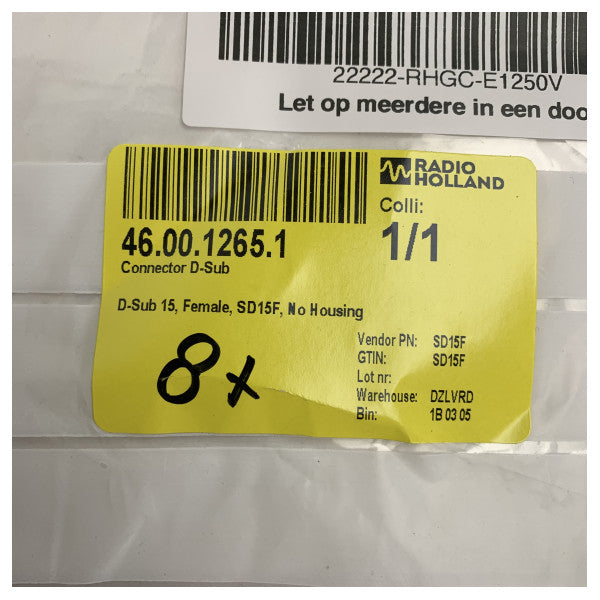 22222-RHGC-E1250V
Let op meerdere in een doo
RADIO
HOLLAND
Colli:
1/1
46.00.1265.1
Connector D-Sub
D-Sub 15, Female, SD15F, No Housing
8x
Vendor PN: SD15F
GTIN: SD15F
Lot nr:
Warehouse: DZLVRD
Bin: 1B 03 05